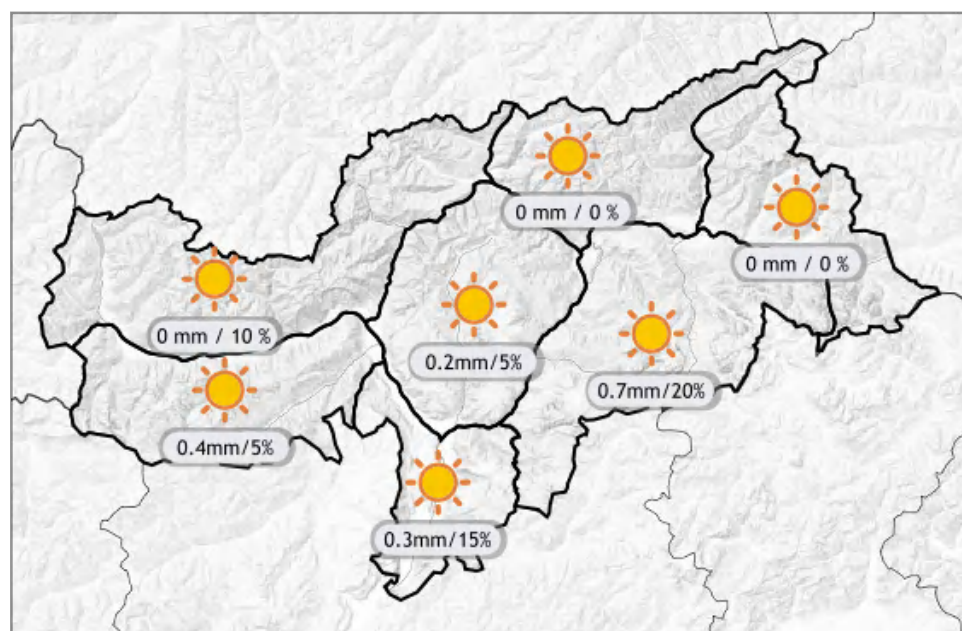 0 mm / 0 %
0 mm / 0 %
0 mm / 10 %
0.2mm/5%
0.7mm/20%
0.4mm/5%
0.3mm/15%